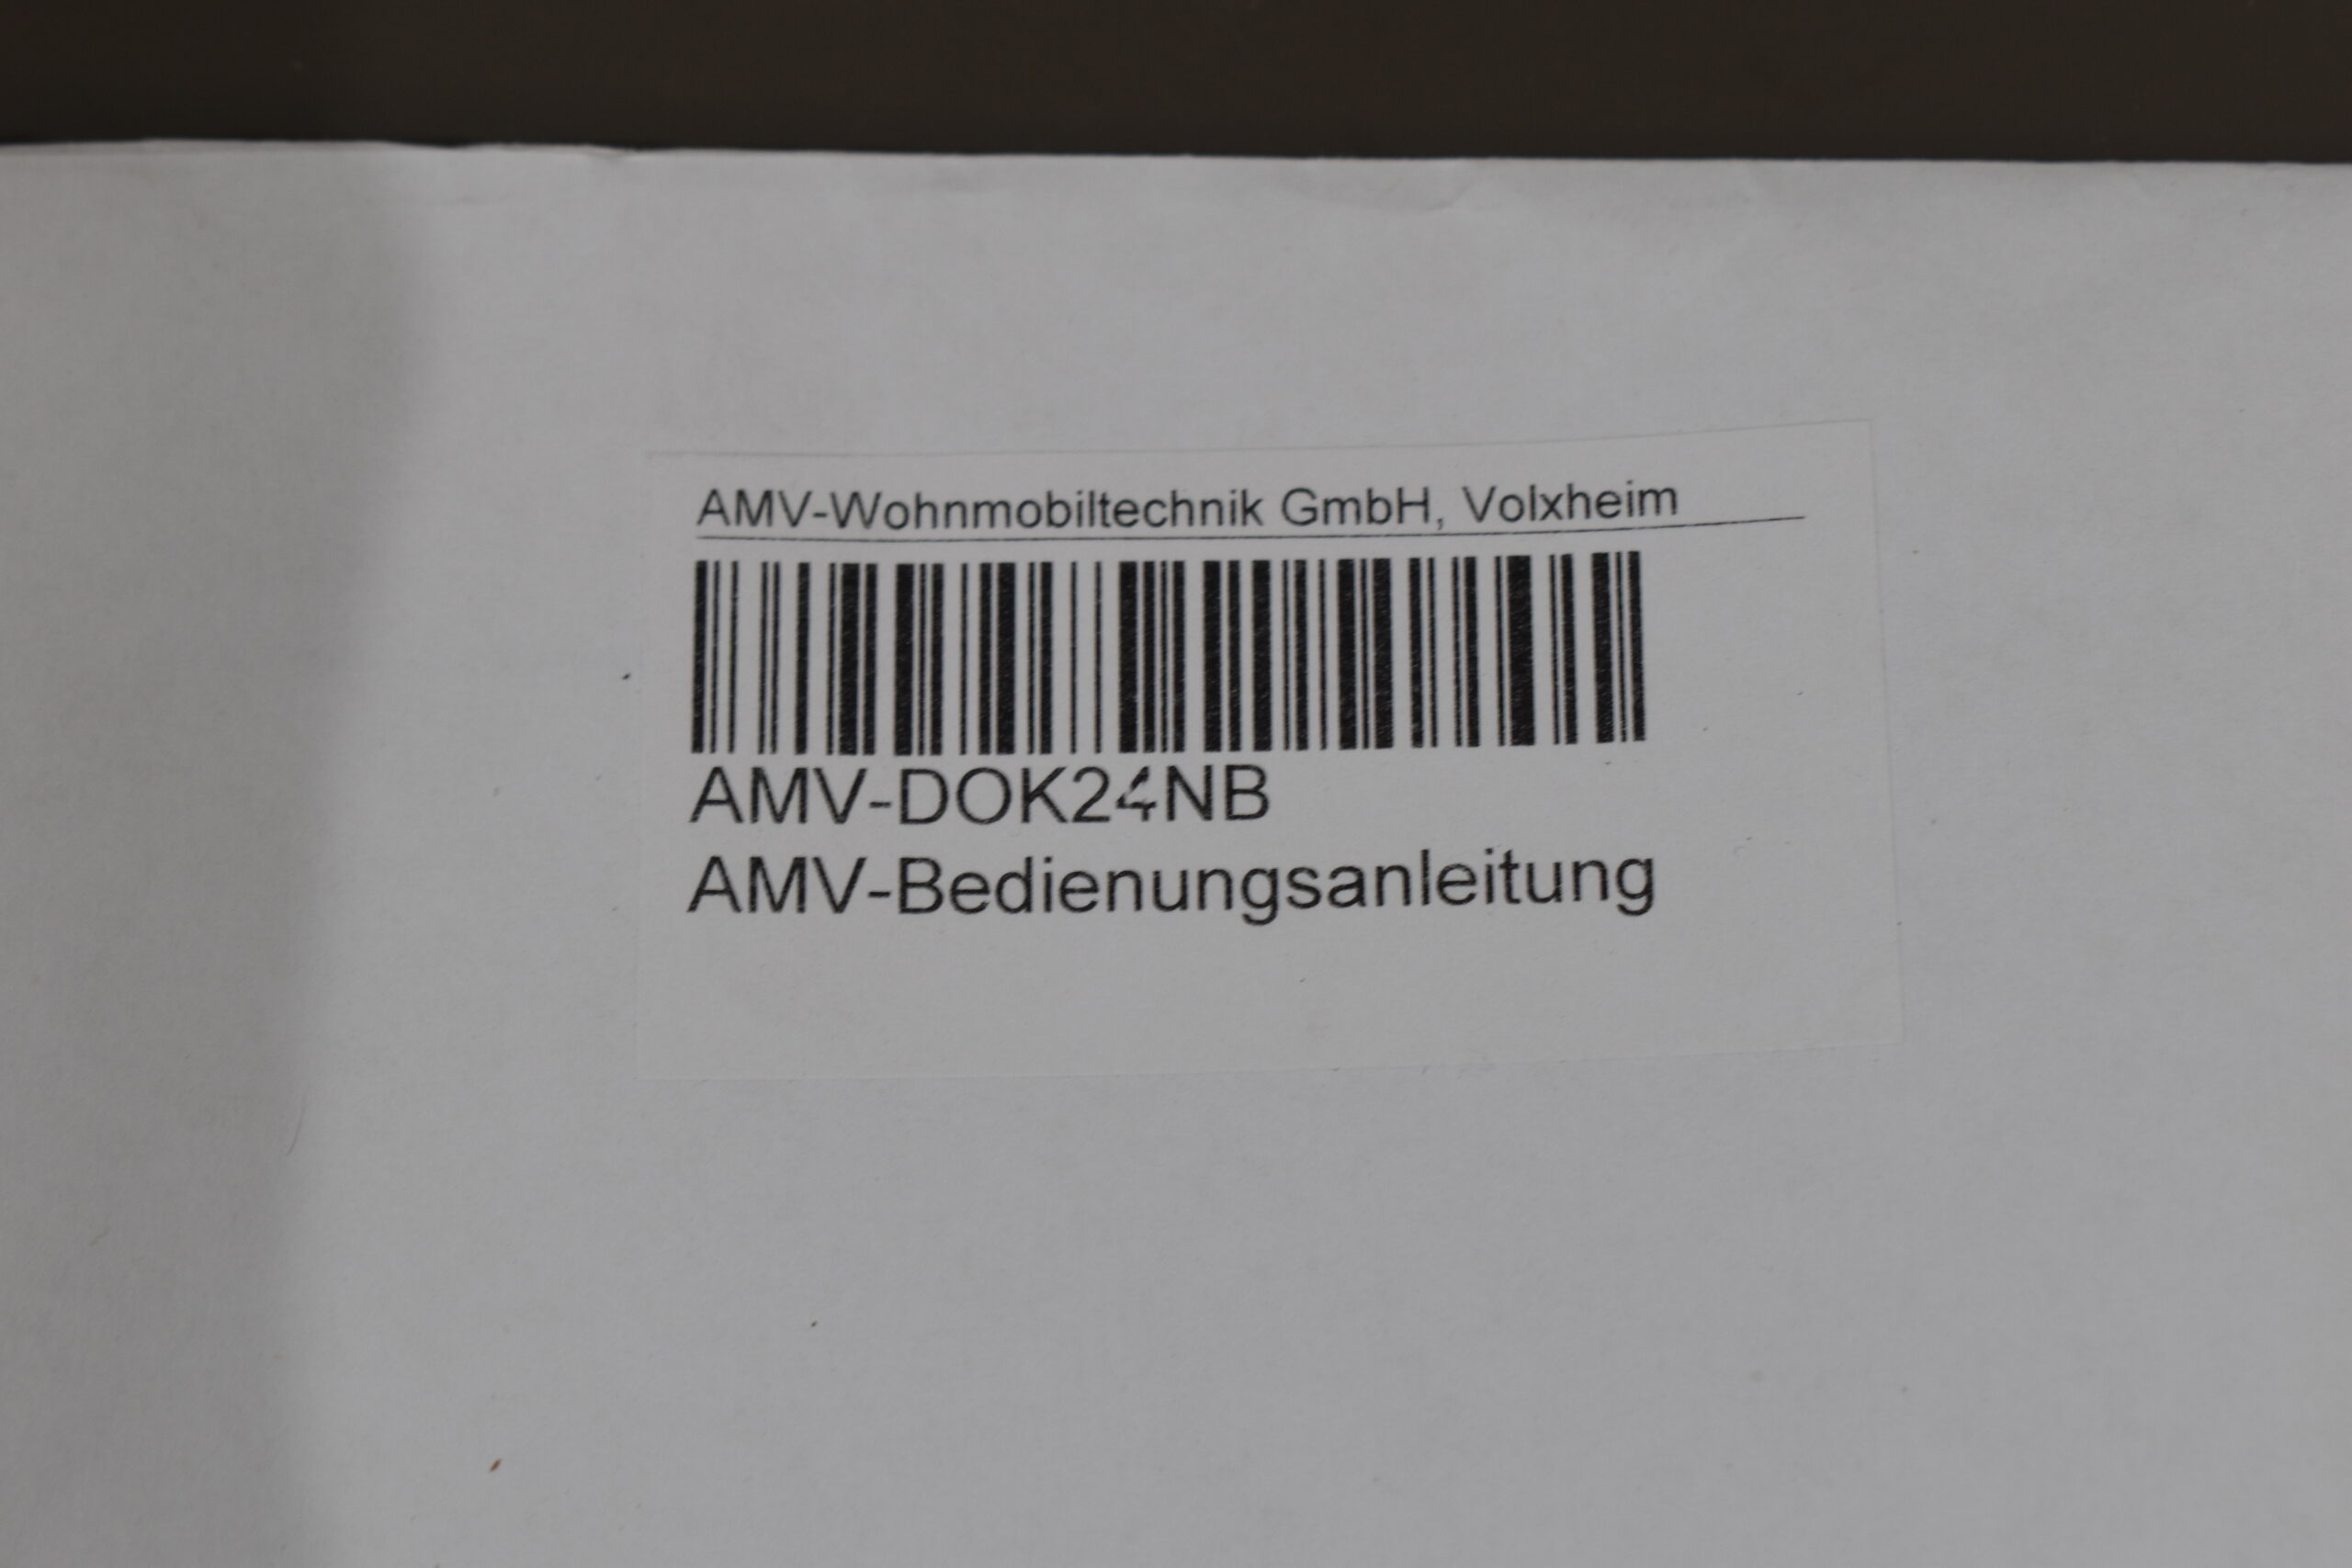 AMV-Wohnmobiltechnik GmbH, Volxheim
AMV-DOK24NB
AMV-Bedienungsanleitung